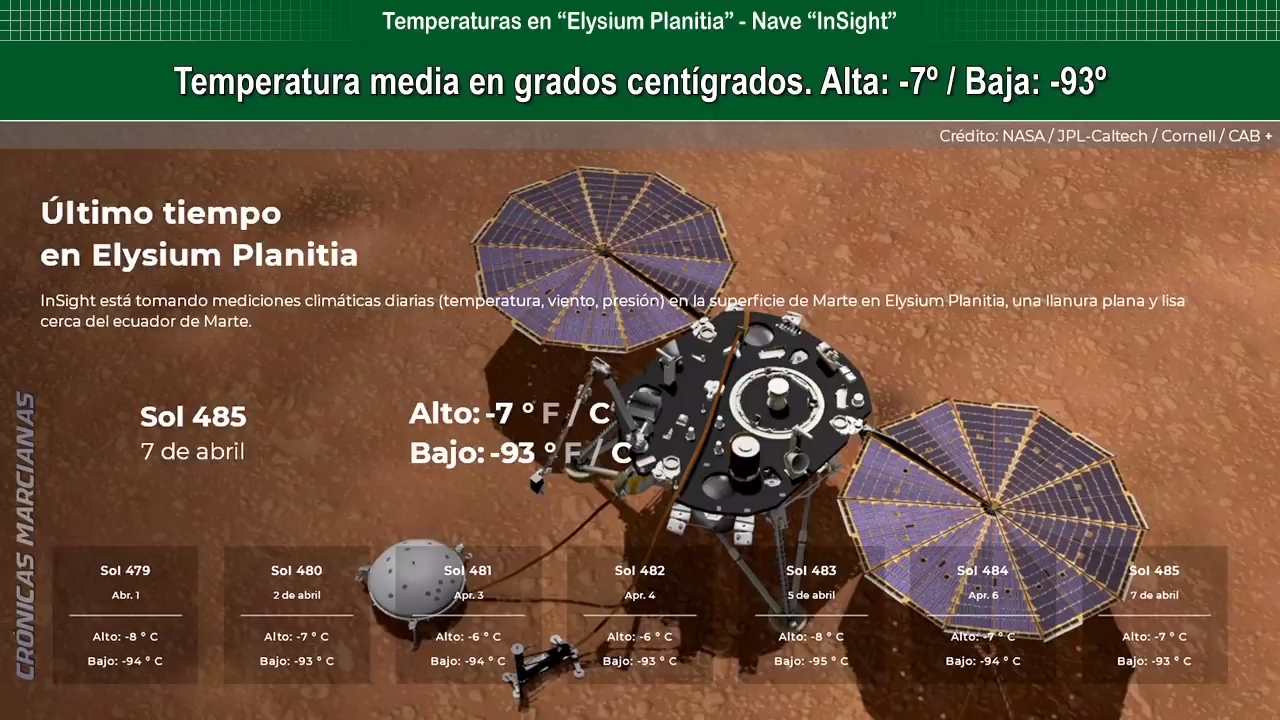 Temperaturas en “Elysium Planitia” - Nave “InSight”
Temperatura media en grados centígrados. Alta: -7º / Baja: -93º
Crédito: NASA / JPL-Caltech / Cornell / CAB +
Último tiempo
en Elysium Planitia
InSight está tomando mediciones climáticas diarias (temperatura, viento, presión) en la superficie de Marte en Elysium Planitia, una llanura plana y lisa
cerca del ecuador de Marte.
Sol 485
7 de abril
Alto: -7 ° F / C
Bajo: -93 ° F / C
CRÓNICAS MARCIANAS
Sol 479
Abr. 1
Alto: -8 ° C
Bajo: -94 ° C
Sol 480
2 de abril
Alto: -7 ° C
Bajo: -93 ° C
Sol 481
Apr. 3
Alto: -6 ° C
Bajo: -94 ° C
Sol 482
Apr. 4
Alto: -6 ° C
Bajo: -93 ° C
Sol 483
5 de abril
Alto: -8 ° C
Bajo: -95 ° C
Sol 484
Apr. 6
Alto: -7 ° C
Bajo: -94 ° C
Sol 485
7 de abril
Alto: -7 ° C
Bajo: -93 ° C